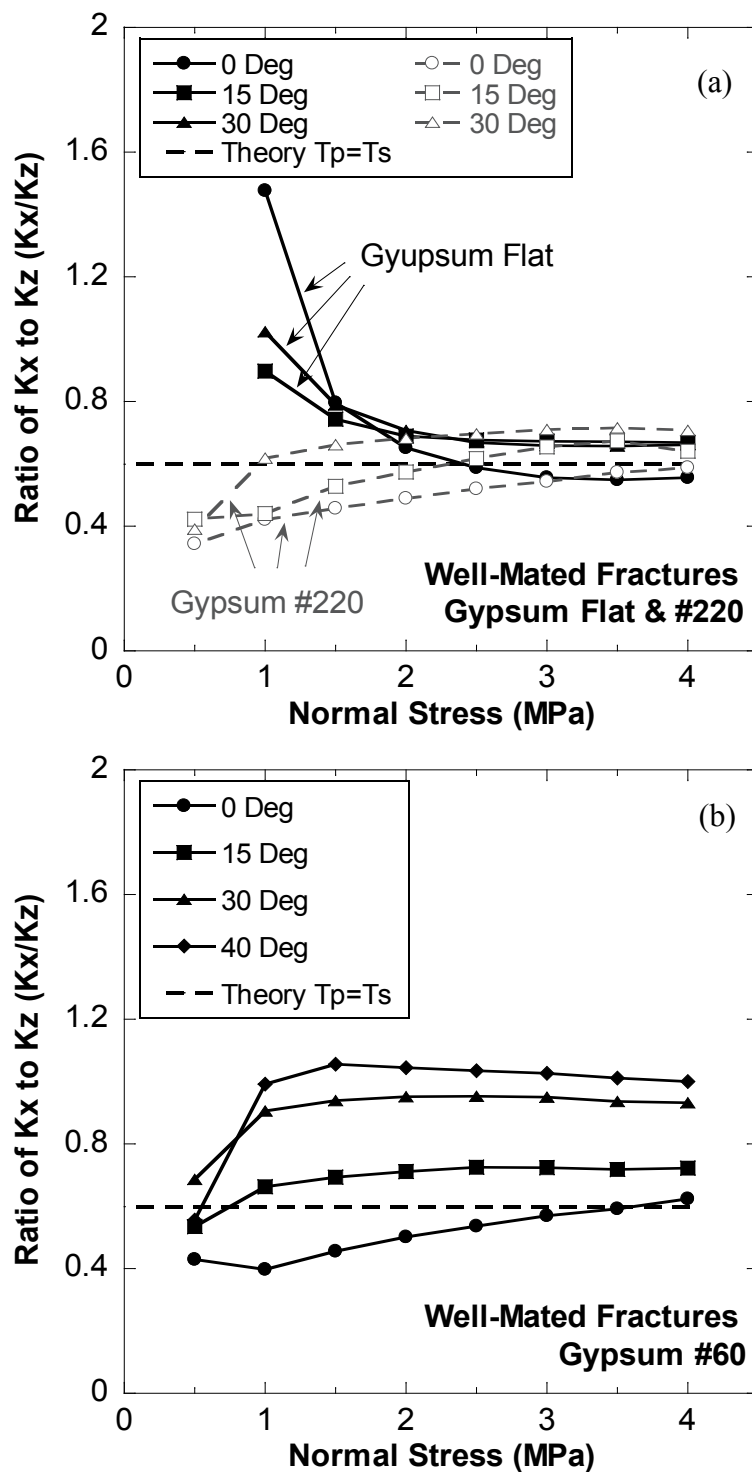 2
1.6
1.2
0.8
0.4
0
Ratio of Kx to Kz (Kx/Kz)
0 Deg
15 Deg
30 Deg
Theory Tp=Ts
0 Deg
15 Deg
30 Deg
(a)
Gyupsum Flat
Gypsum #220
Well-Mated Fractures
Gypsum Flat & #220
0 1 2 3 4
Normal Stress (MPa)
2
1.6
1.2
0.8
0.4
0
Ratio of Kx to Kz (Kx/Kz)
0 Deg
15 Deg
30 Deg
40 Deg
Theory Tp=Ts
(b)
Well-Mated Fractures
Gypsum #60
0 1 2 3 4
Normal Stress (MPa)